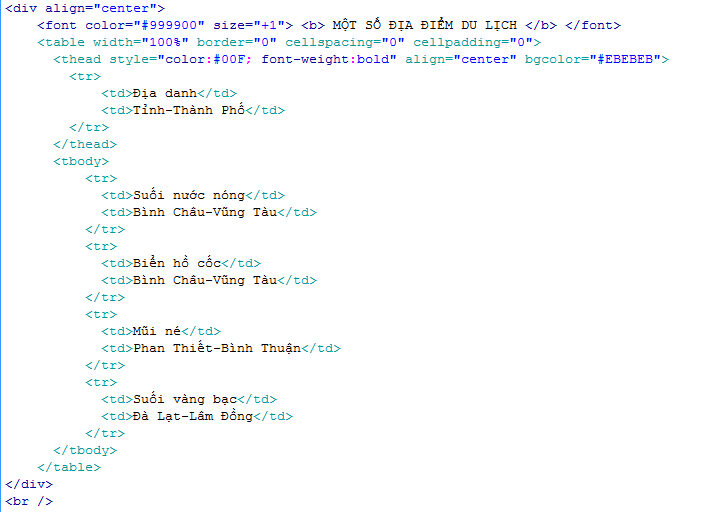 <div align="center">
<font color="#999900" size="+1"> <b> MỘT SỐ ĐỊA ĐIỂM DU LỊCH </b> </font>
<table width="100%" border="0" cellspacing="0" cellpadding="0">
<thead style="color:#00F; font-weight:bold" align="center" bgcolor="#EBEBEB">
<tr>
<td>Địa danh</td>
<td>Tỉnh-Thành Phố</td>
</tr>
</thead>
<tbody>
<tr>
<td>Suối nước nóng</td>
<td>Bình Châu-Vũng Tàu</td>
</tr>
<tr>
<td>Biển hồ cốc</td>
<td>Bình Châu-Vũng Tàu</td>
</tr>
<tr>
<td>Mũi né</td>
<td>Phan Thiết-Bình Thuận</td>
</tr>
<tr>
<td>Suối vàng bạc</td>
<td>Đà Lạt-Lâm Đồng</td>
</tr>
</tbody>
</table>
</div>
<br />